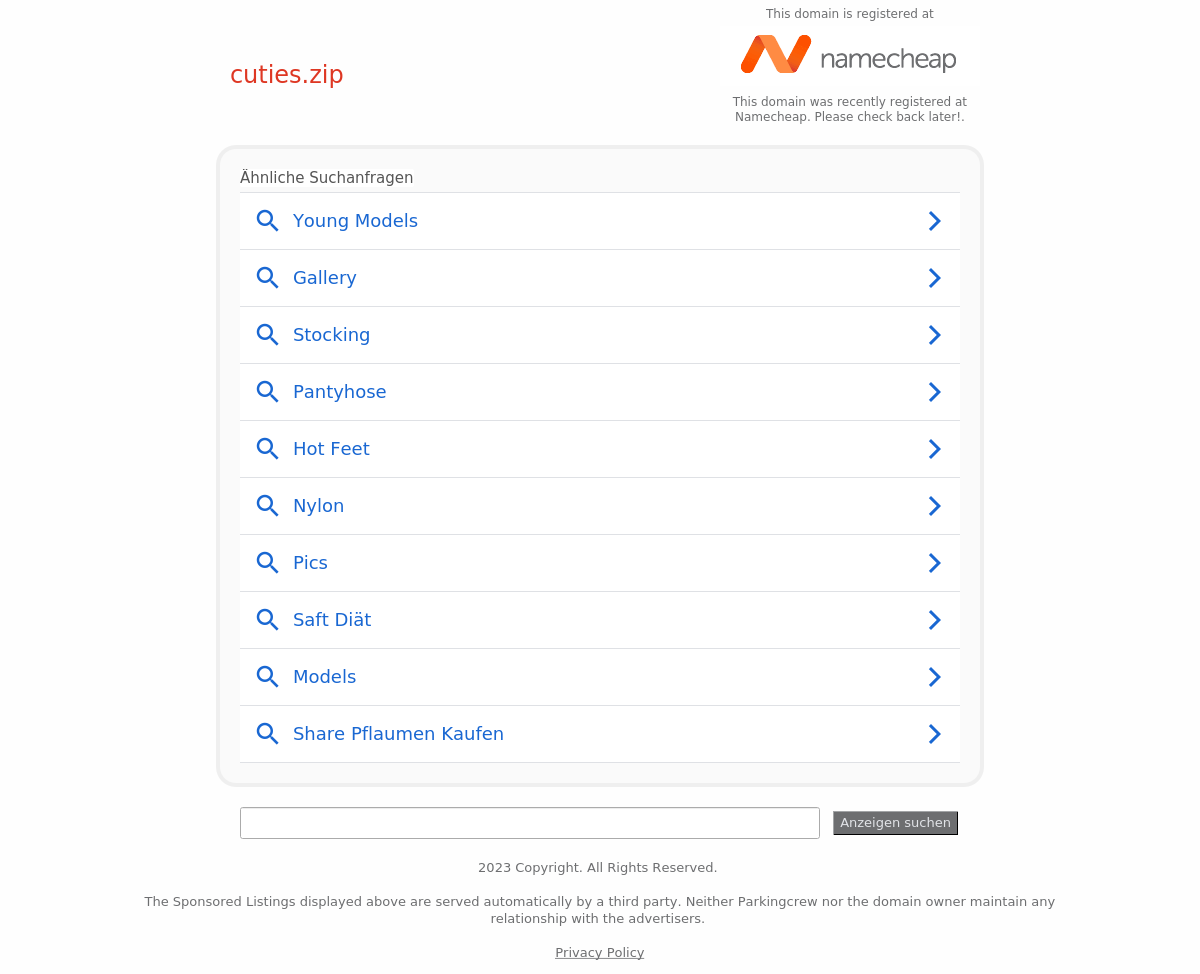 This domain is registered at
namecheap
cuties.zip
This domain was recently registered at
Namecheap. Please check back later!.
Ähnliche Suchanfragen
Young Models
Gallery
Stocking
Pantyhose
Hot Feet
Nylon
Pics
Saft Diät
Models
Share Pflaumen Kaufen
Anzeigen suchen
2023 Copyright. All Rights Reserved.
The Sponsored Listings displayed above are served automatically by a third party. Neither Parkingcrew nor the domain owner maintain any
relationship with the advertisers.
Privacy Policy